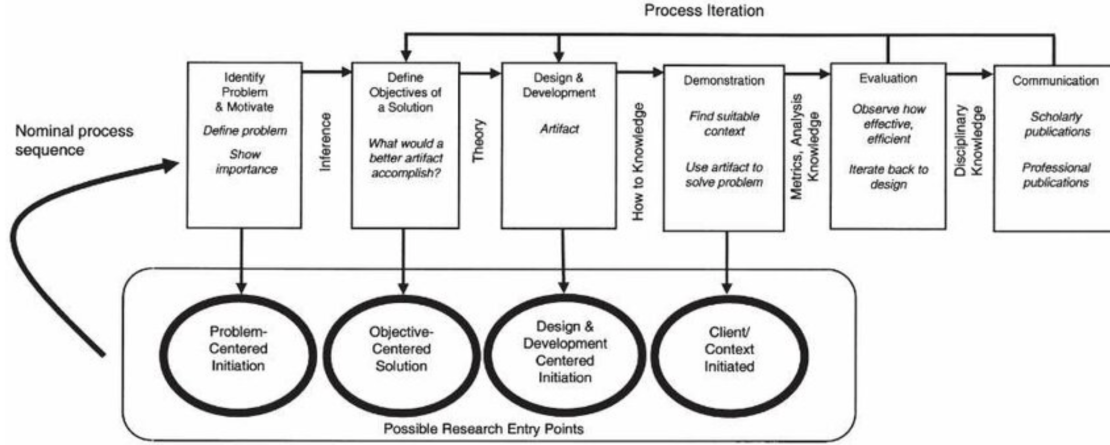 Process Iteration
Nominal process
sequence
Identify
Problem
& Motivate
Define problem
Show
importance
Inference
Define
Objectives of
a Solution
What would a
better artifact
accomplish?
Theory
Design &
Development
Artifact
How to Knowledge
Demonstration
Find suitable
context
Use artifact to
solve problem
Metrics, Analysis
Knowledge
Evaluation
Observe how
effective,
efficient
Iterate back to
design
Disciplinary
Knowledge
Communication
Scholarly
publications
Professional
publications
Problem-
Centered
Initiation
Objective-
Centered
Solution
Design &
Development
Centered
Initiation
Client/
Context
Initiated
Possible Research Entry Points